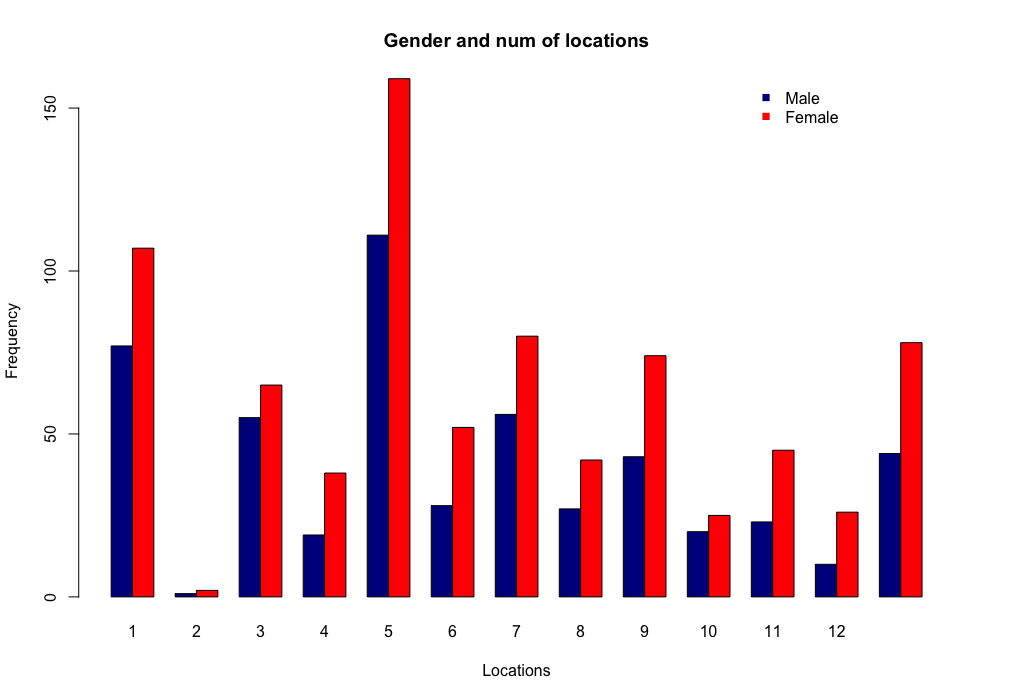 Gender and num of locations
Male
Female
150
100
50
0
Frequency
1 2 3 4 5 6 7 8 9 10 11 12
Locations